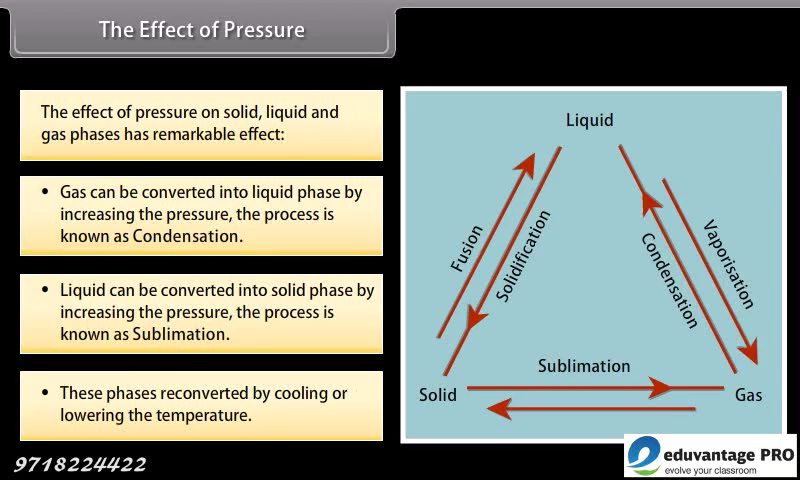 The Effect of Pressure
The effect of pressure on solid, liquid and
gas phases has remarkable effect:
• Gas can be converted into liquid phase by
increasing the pressure, the process is
known as Condensation.
• Liquid can be converted into solid phase by
increasing the pressure, the process is
known as Sublimation.
• These phases reconverted by cooling or
lowering the temperature.
Liquid
Fusion
Solidification
Condensation
Vaporisation
Sublimation
Solid
Gas
9718224422
eduvantage PRO
evolve your classroom